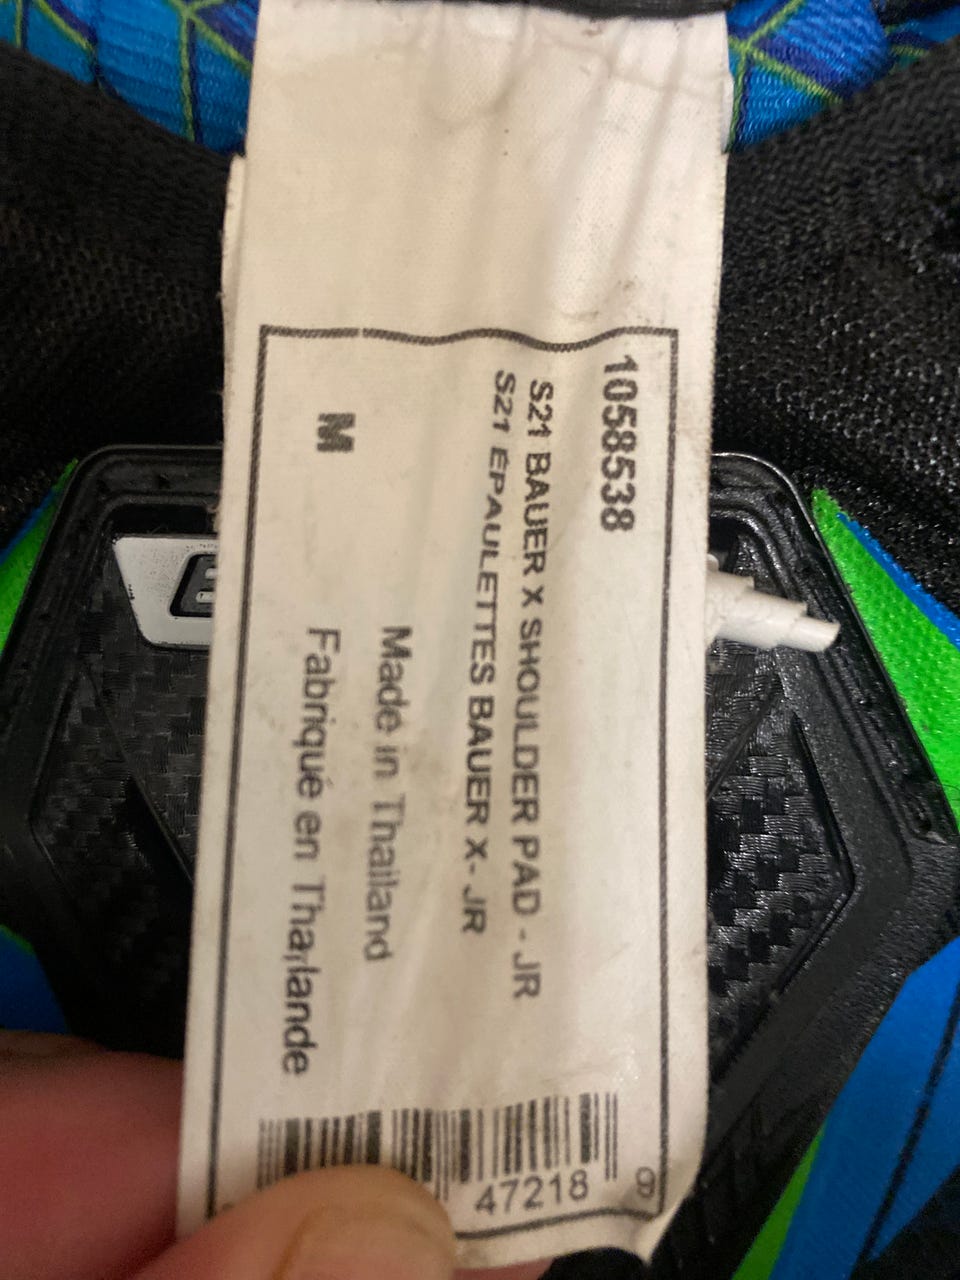 1058538
S21 BAUER X SHOULDER PAD - JR
S21 ÉPAULETTES BAUER X- JR
Made in Thailand
M
Fabriqué en Thaïlande
47218